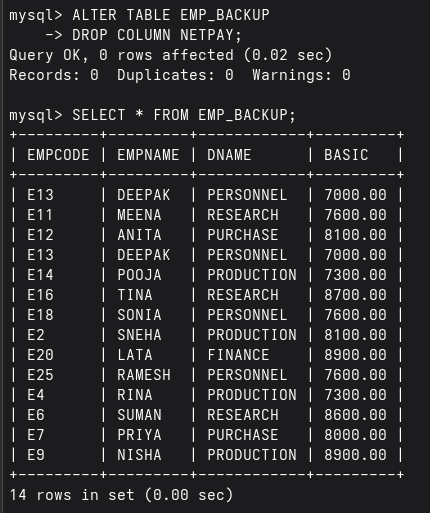 mysql> ALTER TABLE EMP_BACKUP
    -> DROP COLUMN NETPAY;
Query OK, 0 rows affected (0.02 sec)
Records: 0  Duplicates: 0  Warnings: 0

mysql> SELECT * FROM EMP_BACKUP;
+---------+---------+------------+---------+
| EMPCODE | EMPNAME | DNAME      | BASIC   |
+---------+---------+------------+---------+
| E13     | DEEPAK  | PERSONNEL  | 7000.00 |
| E11     | MEENA   | RESEARCH   | 7600.00 |
| E12     | ANITA   | PURCHASE   | 8100.00 |
| E13     | DEEPAK  | PERSONNEL  | 7000.00 |
| E14     | POOJA   | PRODUCTION | 7300.00 |
| E16     | TINA    | RESEARCH   | 8700.00 |
| E18     | SONIA   | PERSONNEL  | 7600.00 |
| E2      | SNEHA   | PRODUCTION | 8100.00 |
| E20     | LATA    | FINANCE    | 8900.00 |
| E25     | RAMESH  | PERSONNEL  | 7600.00 |
| E4      | RINA    | PRODUCTION | 7300.00 |
| E6      | SUMAN   | RESEARCH   | 8600.00 |
| E7      | PRIYA   | PURCHASE   | 8000.00 |
| E9      | NISHA   | PRODUCTION | 8900.00 |
+---------+---------+------------+---------+
14 rows in set (0.00 sec)